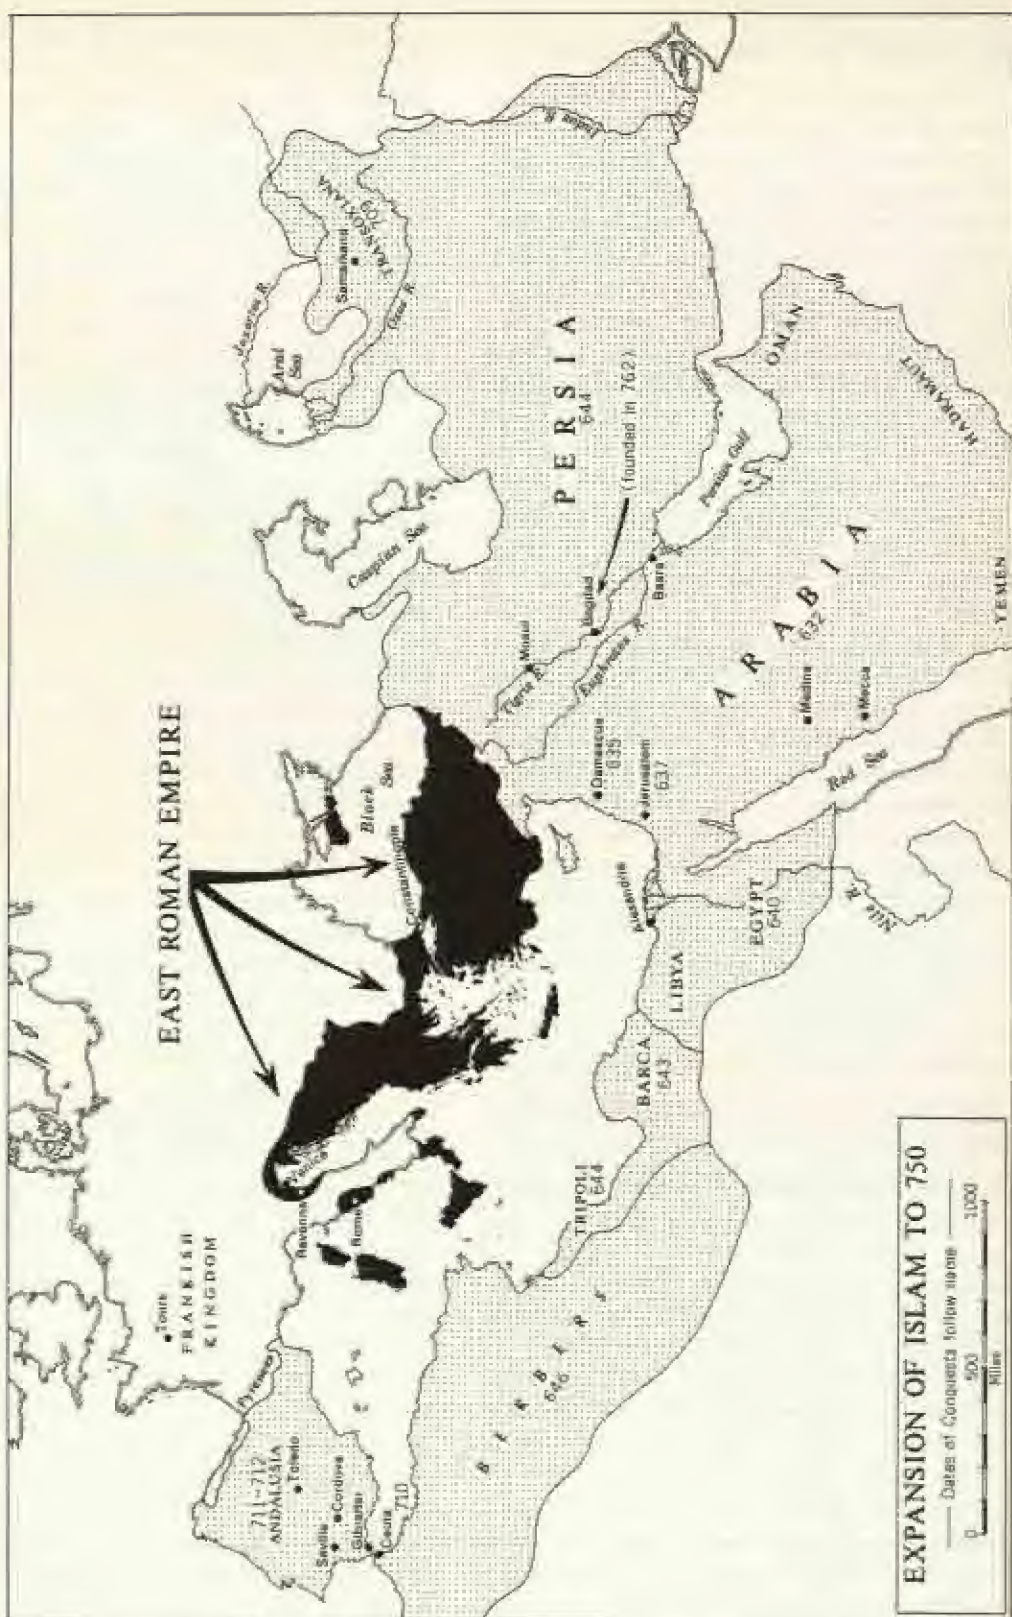 EAST ROMAN EMPIRE
Tours
FRANKISH
KINGDOM
Pyrenees
711–712
ANDALUSIA
Toledo
Cordova
Seville
Gibraltar
Ceuta
710
BERBERS
646
Venice
Ravenna
Rome
Constantinople
Black Sea
Caspian Sea
Aral
Sea
Jaxartes R.
Oxus R.
Samarkand
TRANSOXIANA
709
Indus R.
PERSIA
644
(founded in 762)
Mosul
Bagdad
Basra
Tigris R.
Euphrates R.
Persian Gulf
OMAN
HADRAMAUT
YEMEN
ARABIA
632
Medina
Mecca
Red Sea
Damascus
635
Jerusalem
637
Alexandria
EGYPT
640
Nile R.
LIBYA
BARCA
643
TRIPOLI
644
EXPANSION OF ISLAM TO 750
Dates of Conquests follow name
0 500 1000
Miles